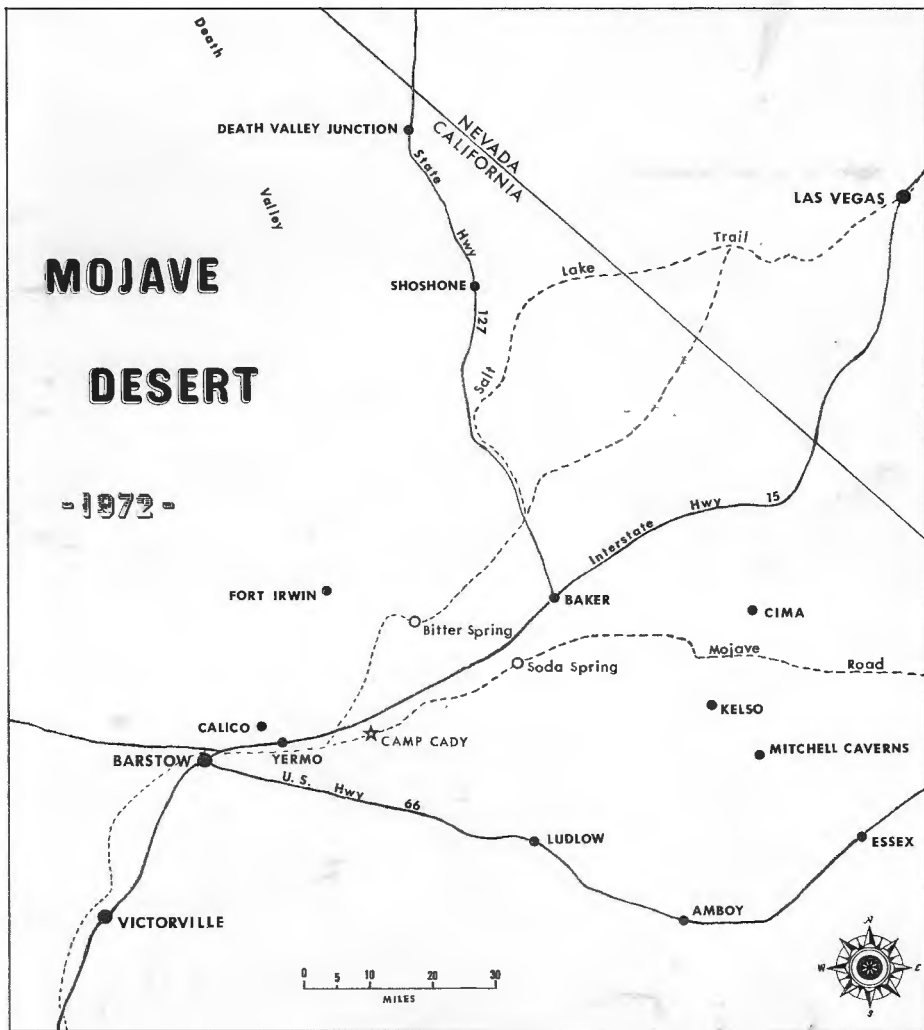 Death
Valley
DEATH VALLEY JUNCTION
NEVADA
CALIFORNIA
LAS VEGAS
State
Hwy
127
SHOSHONE
Salt
Lake
Trail
MOJAVE
DESERT
-1972-
Interstate
Hwy
15
FORT IRWIN
BAKER
CIMA
Bitter Spring
Soda Spring
Mojave
Road
KELSO
CALICO
CAMP CADY
YERMO
BARSTOW
MITCHELL CAVERNS
U. S.
Hwy
66
LUDLOW
ESSEX
AMBOY
VICTORVILLE
0 5 10 20 30
MILES
N
W
E
S